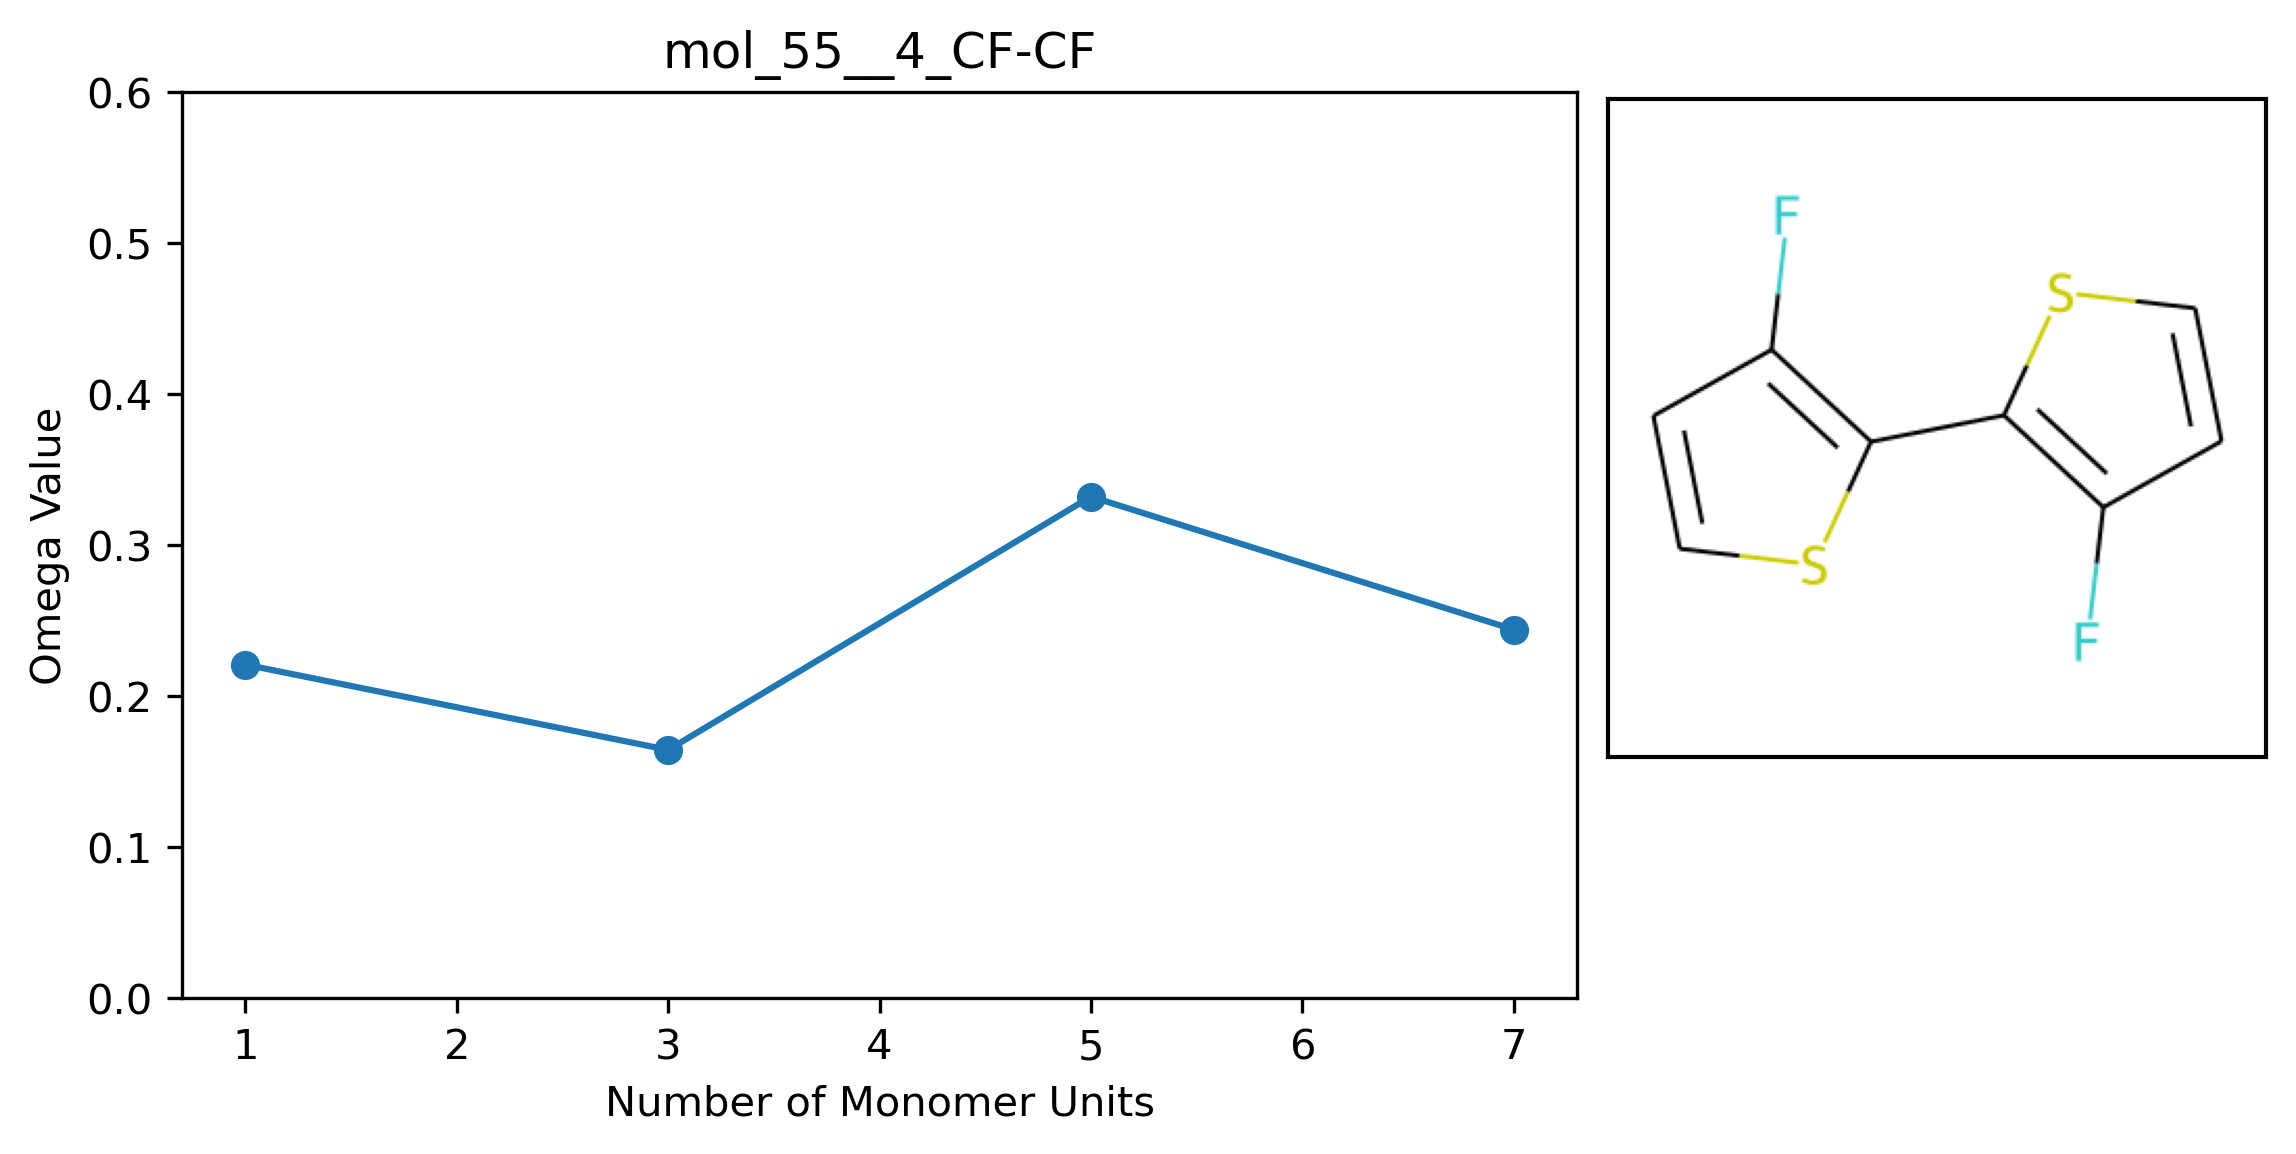 mol_55__4_CF-CF
0.6
0.5
0.4
0.3
0.2
0.1
0.0
Omega Value
1 2 3 4 5 6 7
Number of Monomer Units
F
S
S
F